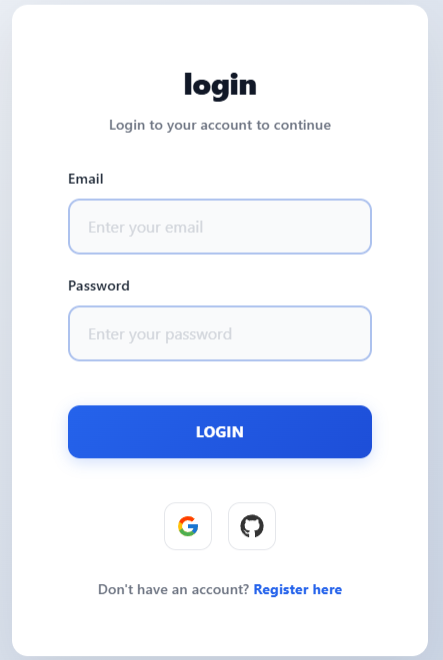 login
Login to your account to continue
Email
Enter your email
Password
Enter your password
LOGIN
Don't have an account? Register here